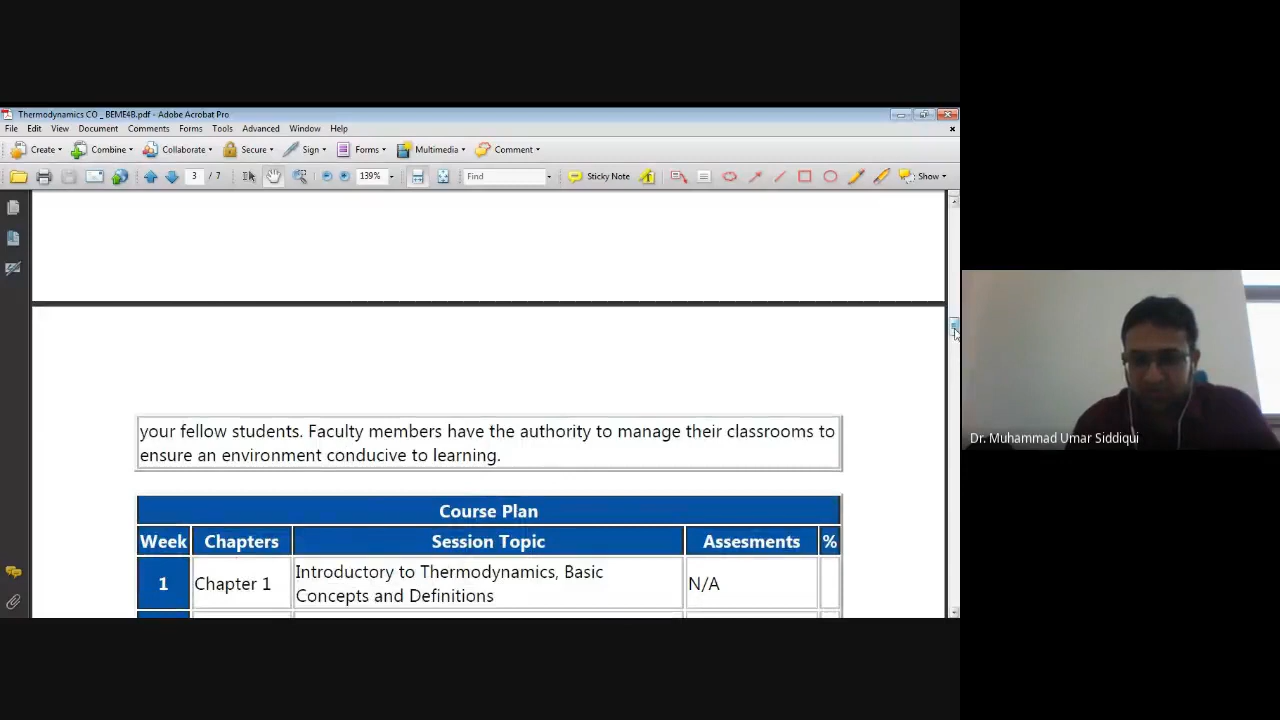 Thermodynamics CO _ BEME4B.pdf - Adobe Acrobat Pro
File Edit View Document Comments Forms Tools Advanced Window Help
Create Combine Collaborate Secure Sign Forms Multimedia Comment
3 / 7 139% Find Sticky Note Show
your fellow students. Faculty members have the authority to manage their classrooms to
ensure an environment conducive to learning.
Course Plan
Week Chapters Session Topic Assesments %
1 Chapter 1 Introductory to Thermodynamics, Basic N/A
Concepts and Definitions
Dr. Muhammad Umar Siddiqui